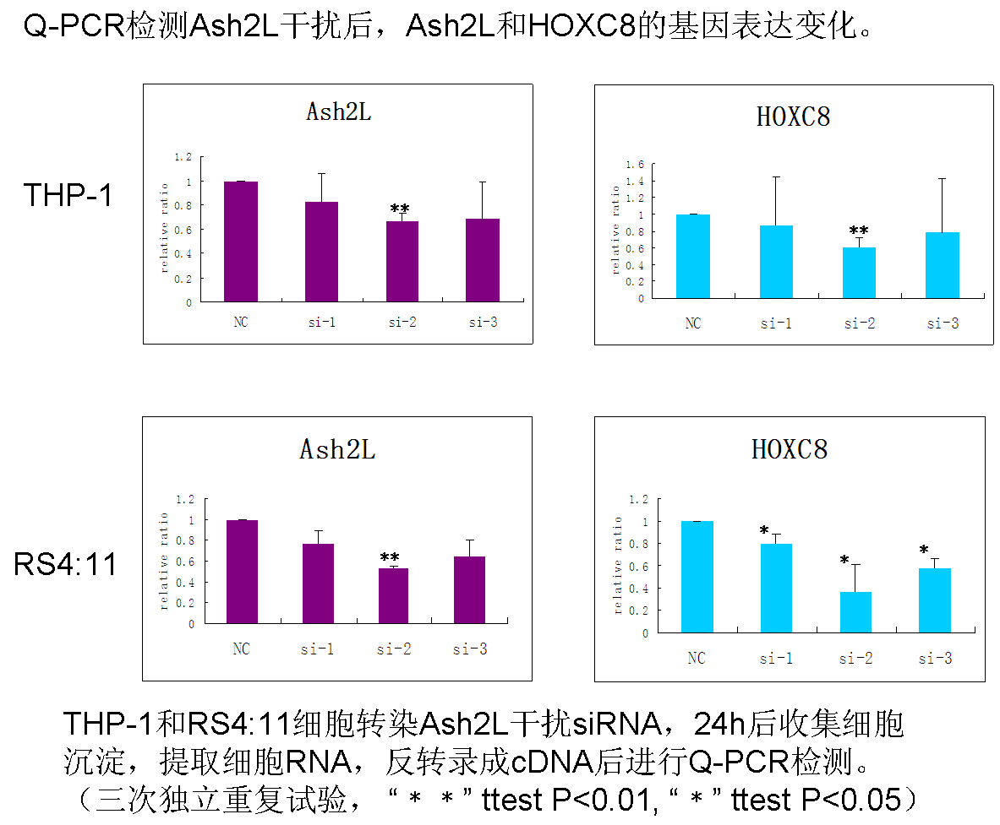 Q-PCR检测Ash2L干扰后，Ash2L和HOXC8的基因表达变化。
THP-1
Ash2L
relative ratio
1.2
1
0.8
0.6
0.4
0.2
0
**
NC si-1 si-2 si-3
HOXC8
relative ratio
1.6
1.4
1.2
1
0.8
0.6
0.4
0.2
0
**
NC si-1 si-2 si-3
RS4:11
Ash2L
relative ratio
1.2
1
0.8
0.6
0.4
0.2
0
**
NC si-1 si-2 si-3
HOXC8
relative ratio
1.2
1
0.8
0.6
0.4
0.2
0
* * *
NC si-1 si-2 si-3
THP-1和RS4:11细胞转染Ash2L干扰siRNA，24h后收集细胞
沉淀，提取细胞RNA，反转录成cDNA后进行Q-PCR检测。
（三次独立重复试验， “＊＊” ttest P<0.01, “＊” ttest P<0.05）